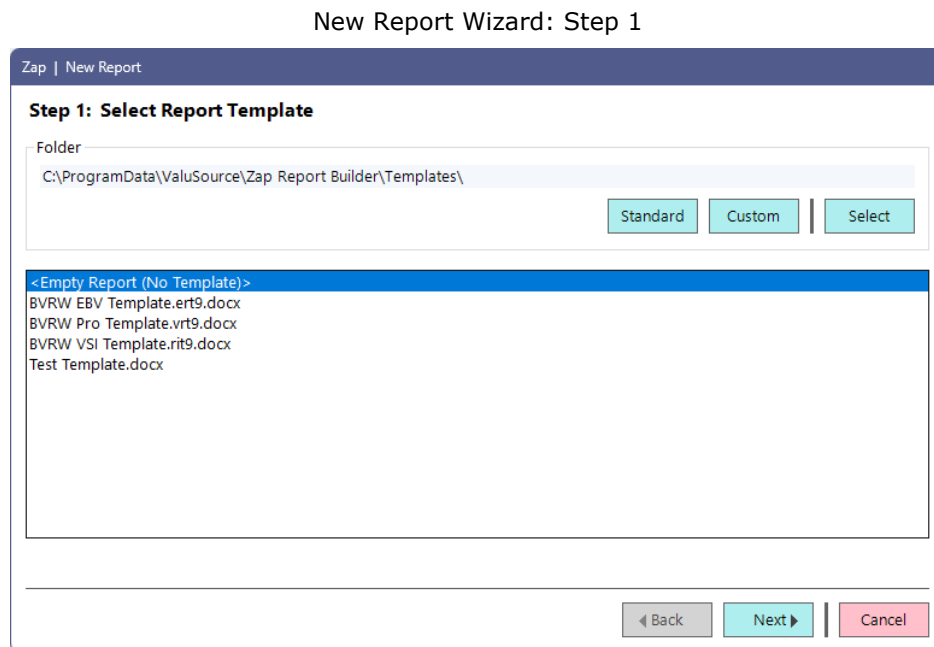 New Report Wizard: Step 1
Zap | New Report
Step 1: Select Report Template
Folder
C:\ProgramData\ValuSource\Zap Report Builder\Templates\
Standard Custom Select
<Empty Report (No Template)>
BVRW EBV Template.ert9.docx
BVRW Pro Template.vrt9.docx
BVRW VSI Template.rit9.docx
Test Template.docx
Back Next Cancel